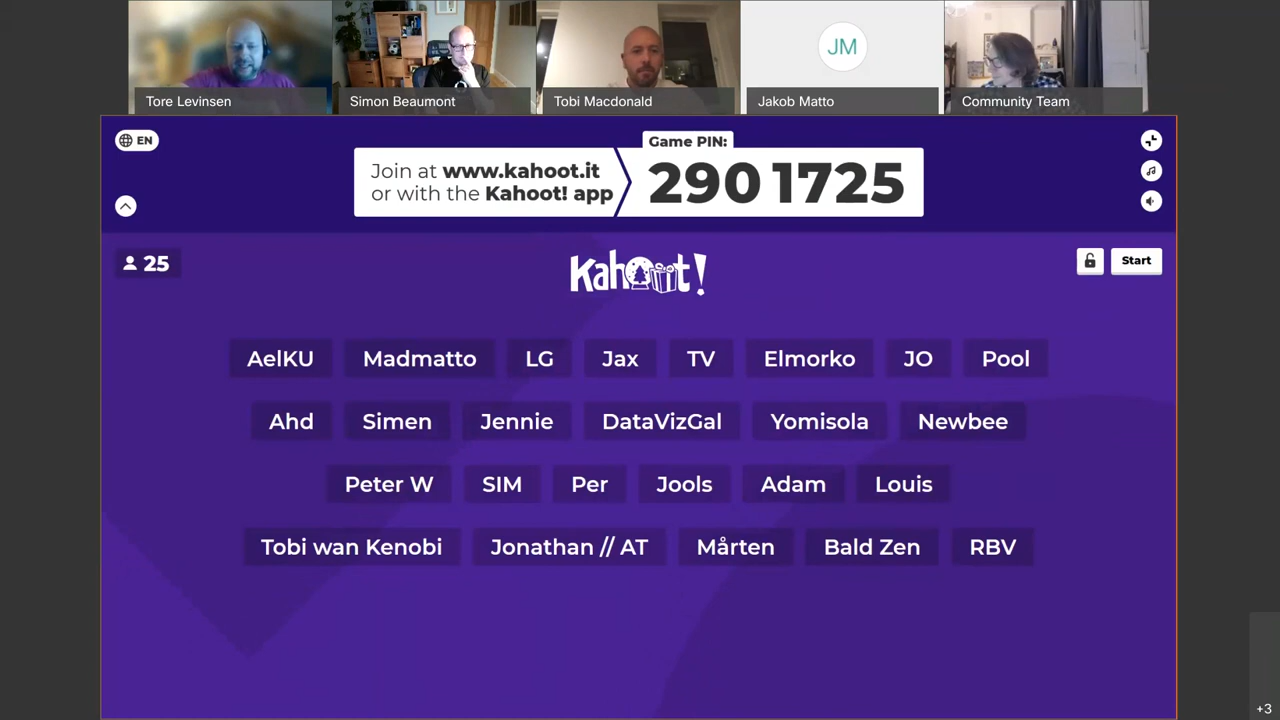 Tore Levinsen
Simon Beaumont
Tobi Macdonald
JM
Jakob Matto
Community Team
EN
Game PIN:
Join at www.kahoot.it
or with the Kahoot! app
290 1725
25
Kahoot!
Start
AelKU Madmatto LG Jax TV Elmorko JO Pool
Ahd Simen Jennie DataVizGal Yomisola Newbee
Peter W SIM Per Jools Adam Louis
Tobi wan Kenobi Jonathan // AT Mårten Bald Zen RBV
+3